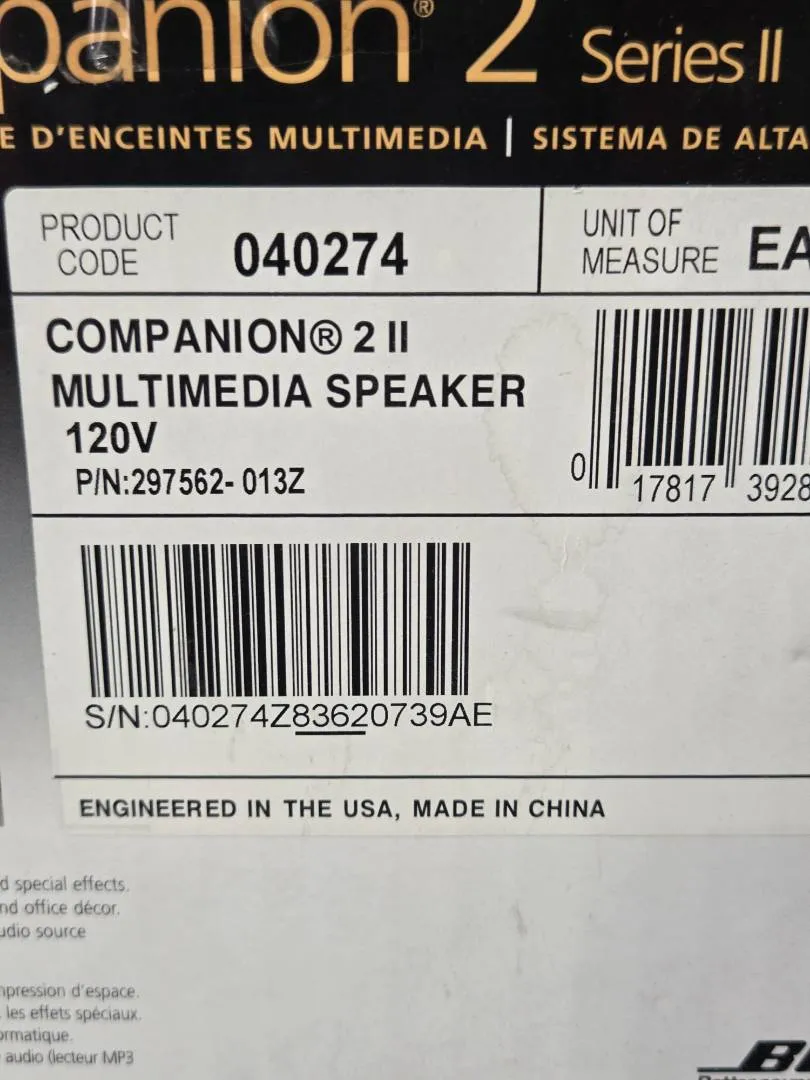 panion® 2 Series II
E D'ENCEINTES MULTIMEDIA | SISTEMA DE ALTA
PRODUCT CODE 040274
UNIT OF MEASURE EA
COMPANION® 2 II
MULTIMEDIA SPEAKER
120V
P/N:297562- 013Z
0 17817 3928
S/N:040274Z83620739AE
ENGINEERED IN THE USA, MADE IN CHINA
d special effects.
nd office décor.
udio source
mpression d'espace.
les effets spéciaux.
ormatique.
audio (lecteur MP3